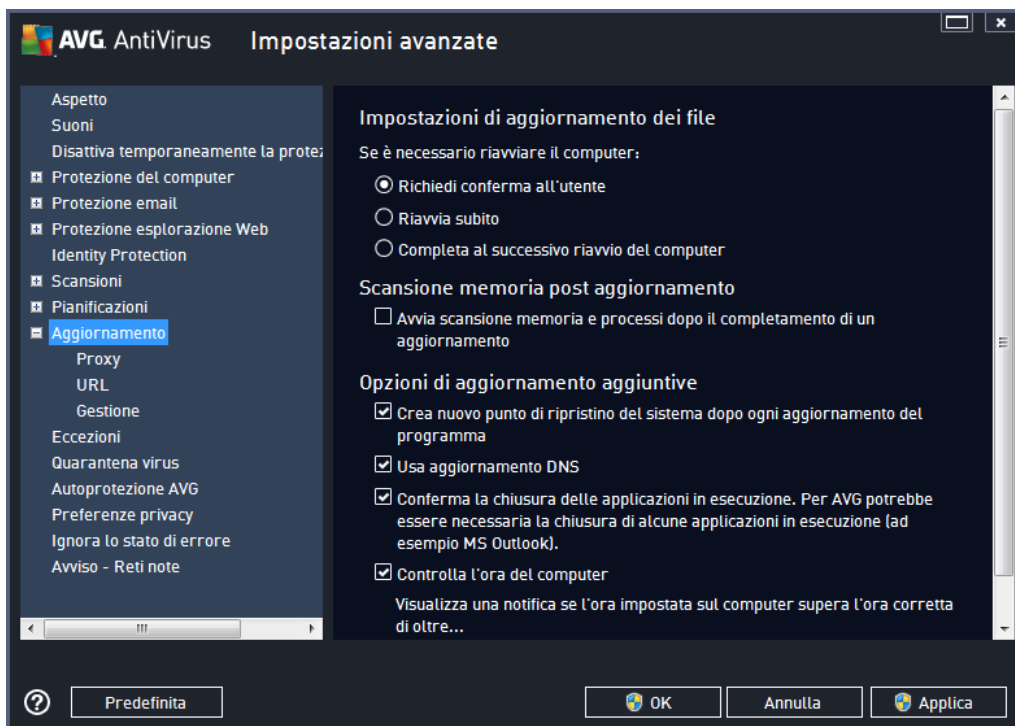 AVG. AntiVirus
Impostazioni avanzate
Aspetto
Suoni
Disattiva temporaneamente la
Protezione del computer
Protezione email
Protezione esplorazione Web
Identity Protection
Scansioni
Pianificazioni
Aggiornamento
Proxy
URL
Gestione
Eccezioni
Quarantena virus
Autoprotezione AVG
Preferenze privacy
Ignora lo stato di errore
Avviso - Reti note
Impostazioni di aggiornamento dei file
Se è necessario riavviare il computer:
Richiedi conferma all'utente
Riavvia subito
Completa al successivo riavvio del computer
Scansione memoria post aggiornamento
Avvia scansione memoria e processi dopo il completamento di un
aggiornamento
Opzioni di aggiornamento aggiuntive
Crea nuovo punto di ripristino del sistema dopo ogni aggiornamento del
programma
Usa aggiornamento DNS
Conferma la chiusura delle applicazioni in esecuzione. Per AVG potrebbe
essere necessaria la chiusura di alcune applicazioni in esecuzione (ad
esempio MS Outlook).
Controlla l'ora del computer
Visualizza una notifica se l'ora impostata sul computer supera l'ora corretta
di oltre...
Predefinita
OK
Annulla
Applica